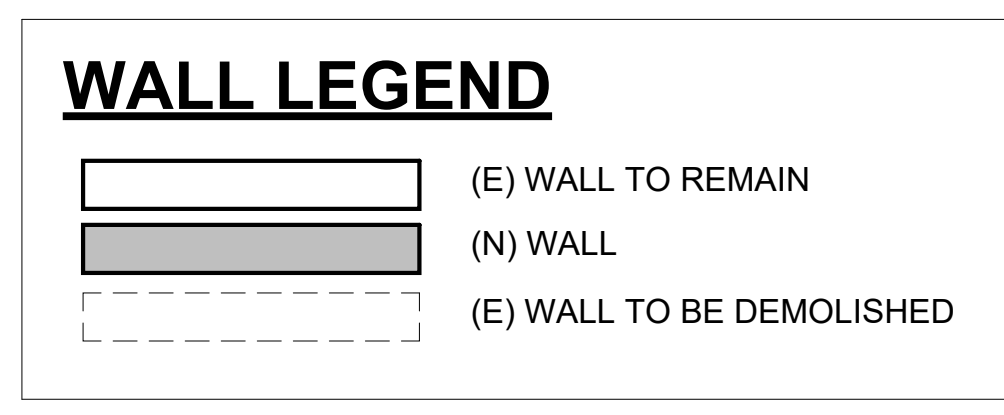 WALL LEGEND
(E) WALL TO REMAIN
(N) WALL
(E) WALL TO BE DEMOLISHED